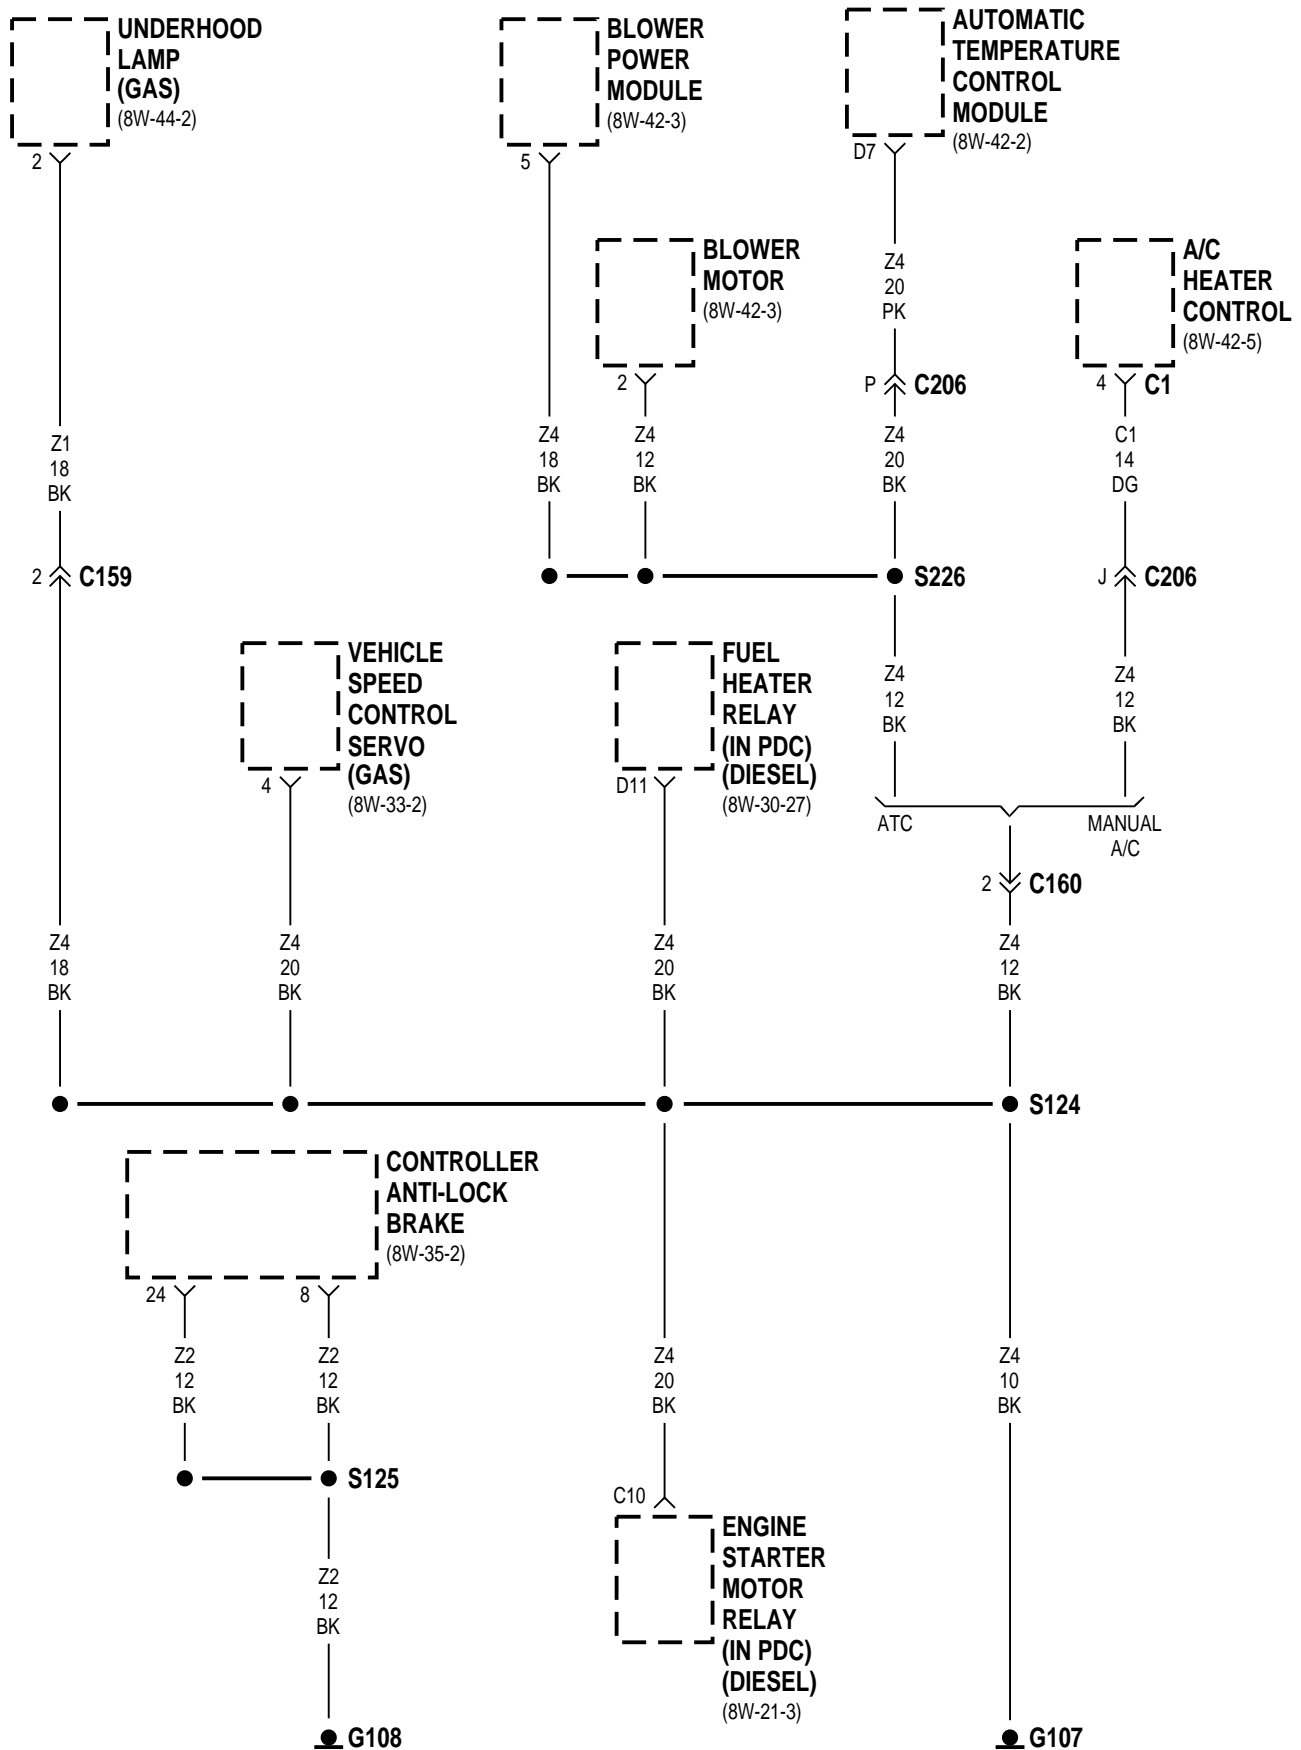 UNDERHOOD
LAMP
(GAS)
(8W-44-2)
2
BLOWER
POWER
MODULE
(8W-42-3)
5
AUTOMATIC
TEMPERATURE
CONTROL
MODULE
(8W-42-2)
D7
BLOWER
MOTOR
(8W-42-3)
2
Z4
20
PK
A/C
HEATER
CONTROL
(8W-42-5)
4
C1
P
C206
Z1
18
BK
Z4
18
BK
Z4
12
BK
Z4
20
BK
C1
14
DG
2
C159
S226
J
C206
VEHICLE
SPEED
CONTROL
SERVO
(GAS)
(8W-33-2)
4
FUEL
HEATER
RELAY
(IN PDC)
(DIESEL)
(8W-30-27)
D11
Z4
12
BK
Z4
12
BK
ATC
MANUAL
A/C
2
C160
Z4
18
BK
Z4
20
BK
Z4
20
BK
Z4
12
BK
S124
CONTROLLER
ANTI-LOCK
BRAKE
(8W-35-2)
24
8
Z2
12
BK
Z2
12
BK
Z4
20
BK
Z4
10
BK
S125
C10
ENGINE
STARTER
MOTOR
RELAY
(IN PDC)
(DIESEL)
(8W-21-3)
Z2
12
BK
G108
G107